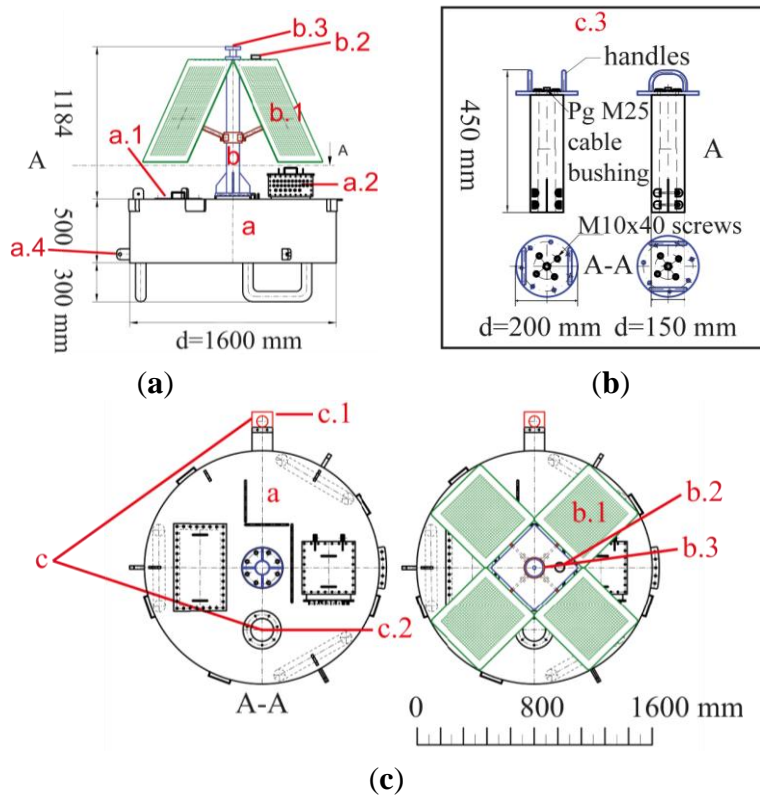 b.3
b.2
1184
b.1
A
A
b
a.1
a.2
a
500
a.4
300 mm
d=1600 mm
(a)
c.3
handles
450 mm
Pg M25
cable
bushing
A
M10x40 screws
A-A
d=200 mm d=150 mm
(b)
c.1
a
c
c.2
A-A
b.1
b.2
b.3
0 800 1600 mm
(c)